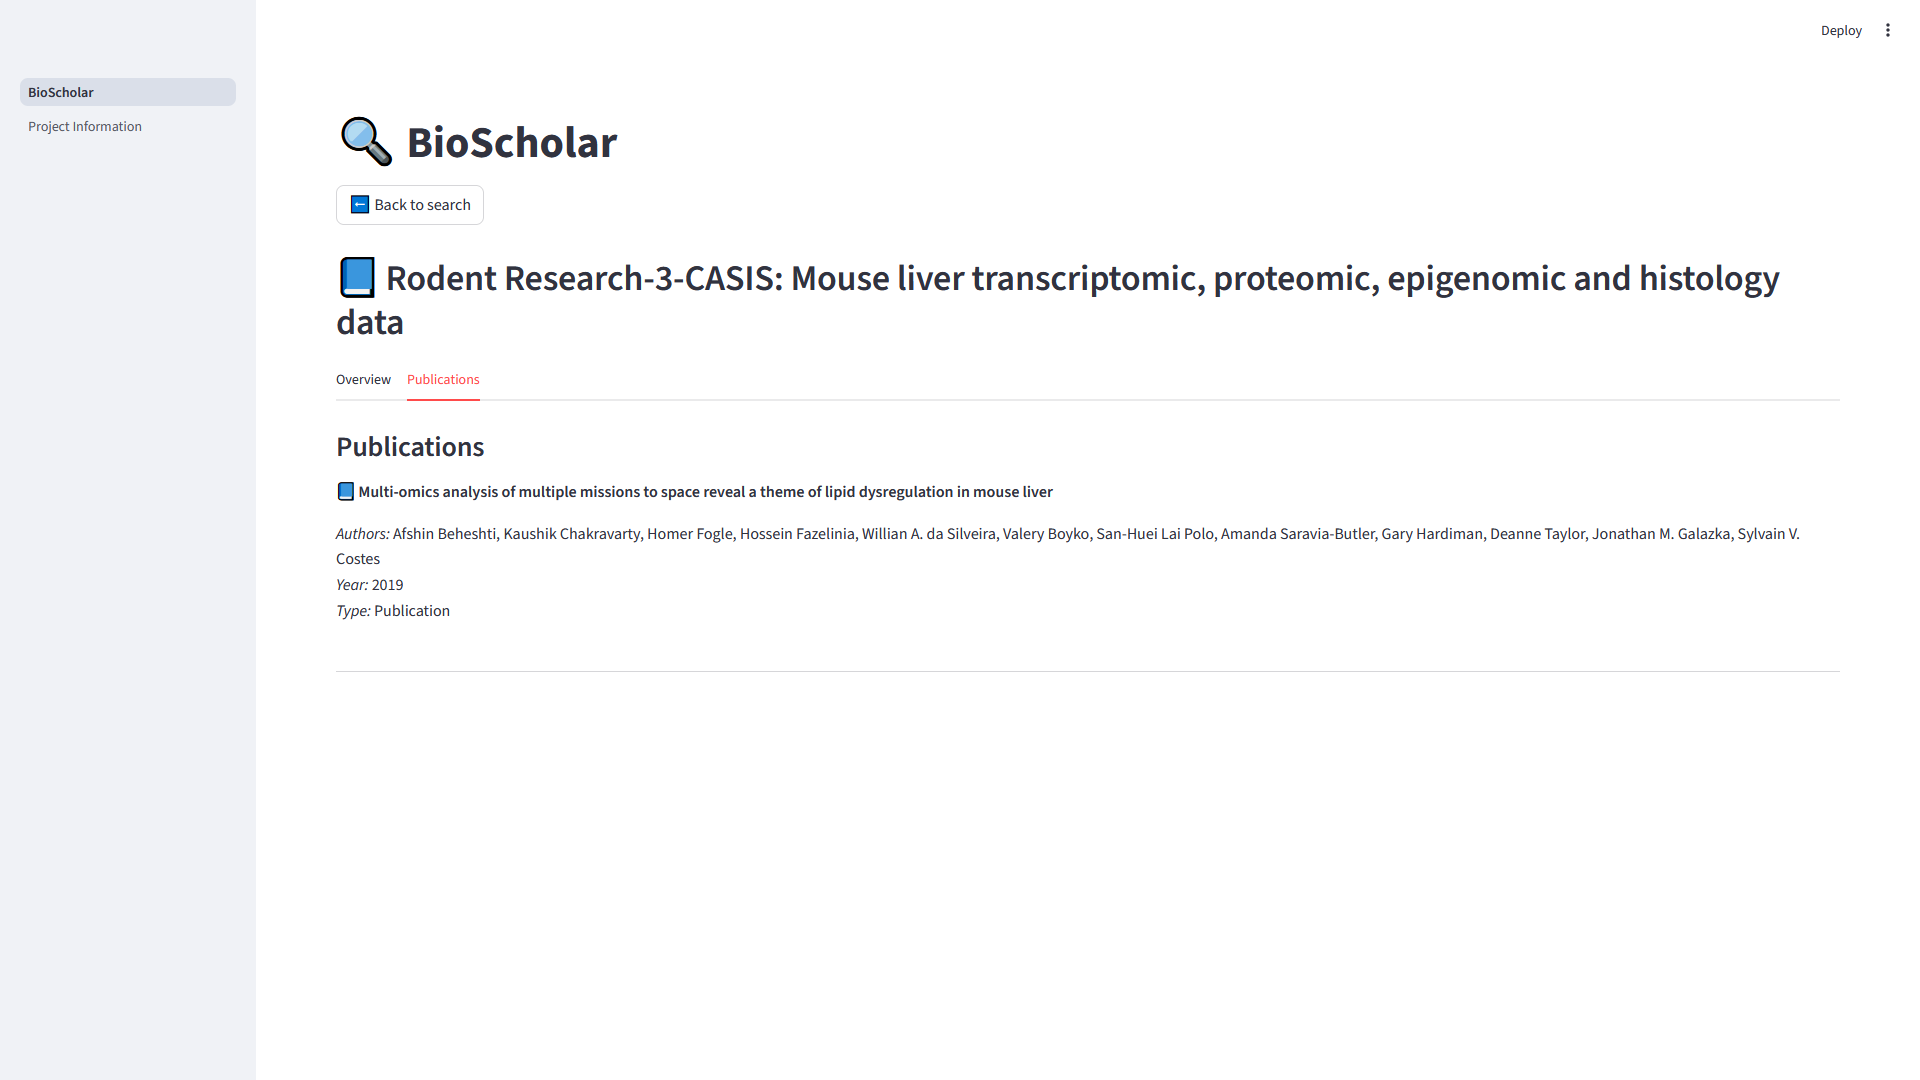 Deploy
BioScholar
Project Information
BioScholar
Back to search
Rodent Research-3-CASIS: Mouse liver transcriptomic, proteomic, epigenomic and histology
data
Overview Publications
Publications
Multi-omics analysis of multiple missions to space reveal a theme of lipid dysregulation in mouse liver
Authors: Afshin Beheshti, Kaushik Chakravarty, Homer Fogle, Hossein Fazelinia, Willian A. da Silveira, Valery Boyko, San-Huei Lai Polo, Amanda Saravia-Butler, Gary Hardiman, Deanne Taylor, Jonathan M. Galazka, Sylvain V.
Costes
Year: 2019
Type: Publication